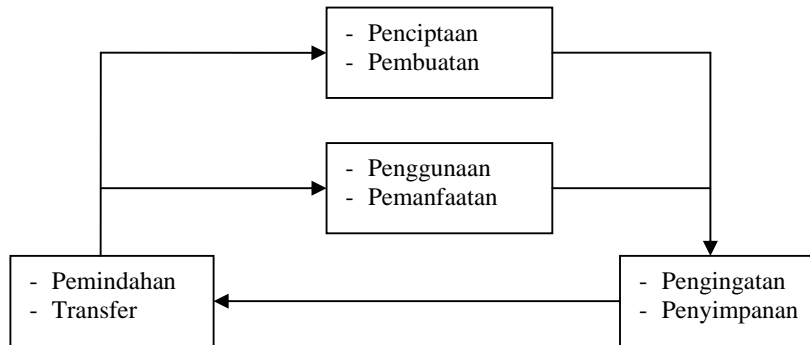 - Penciptaan
- Pembuatan
- Penggunaan
- Pemanfaatan
- Pemindahan
- Transfer
- Pengingatan
- Penyimpanan